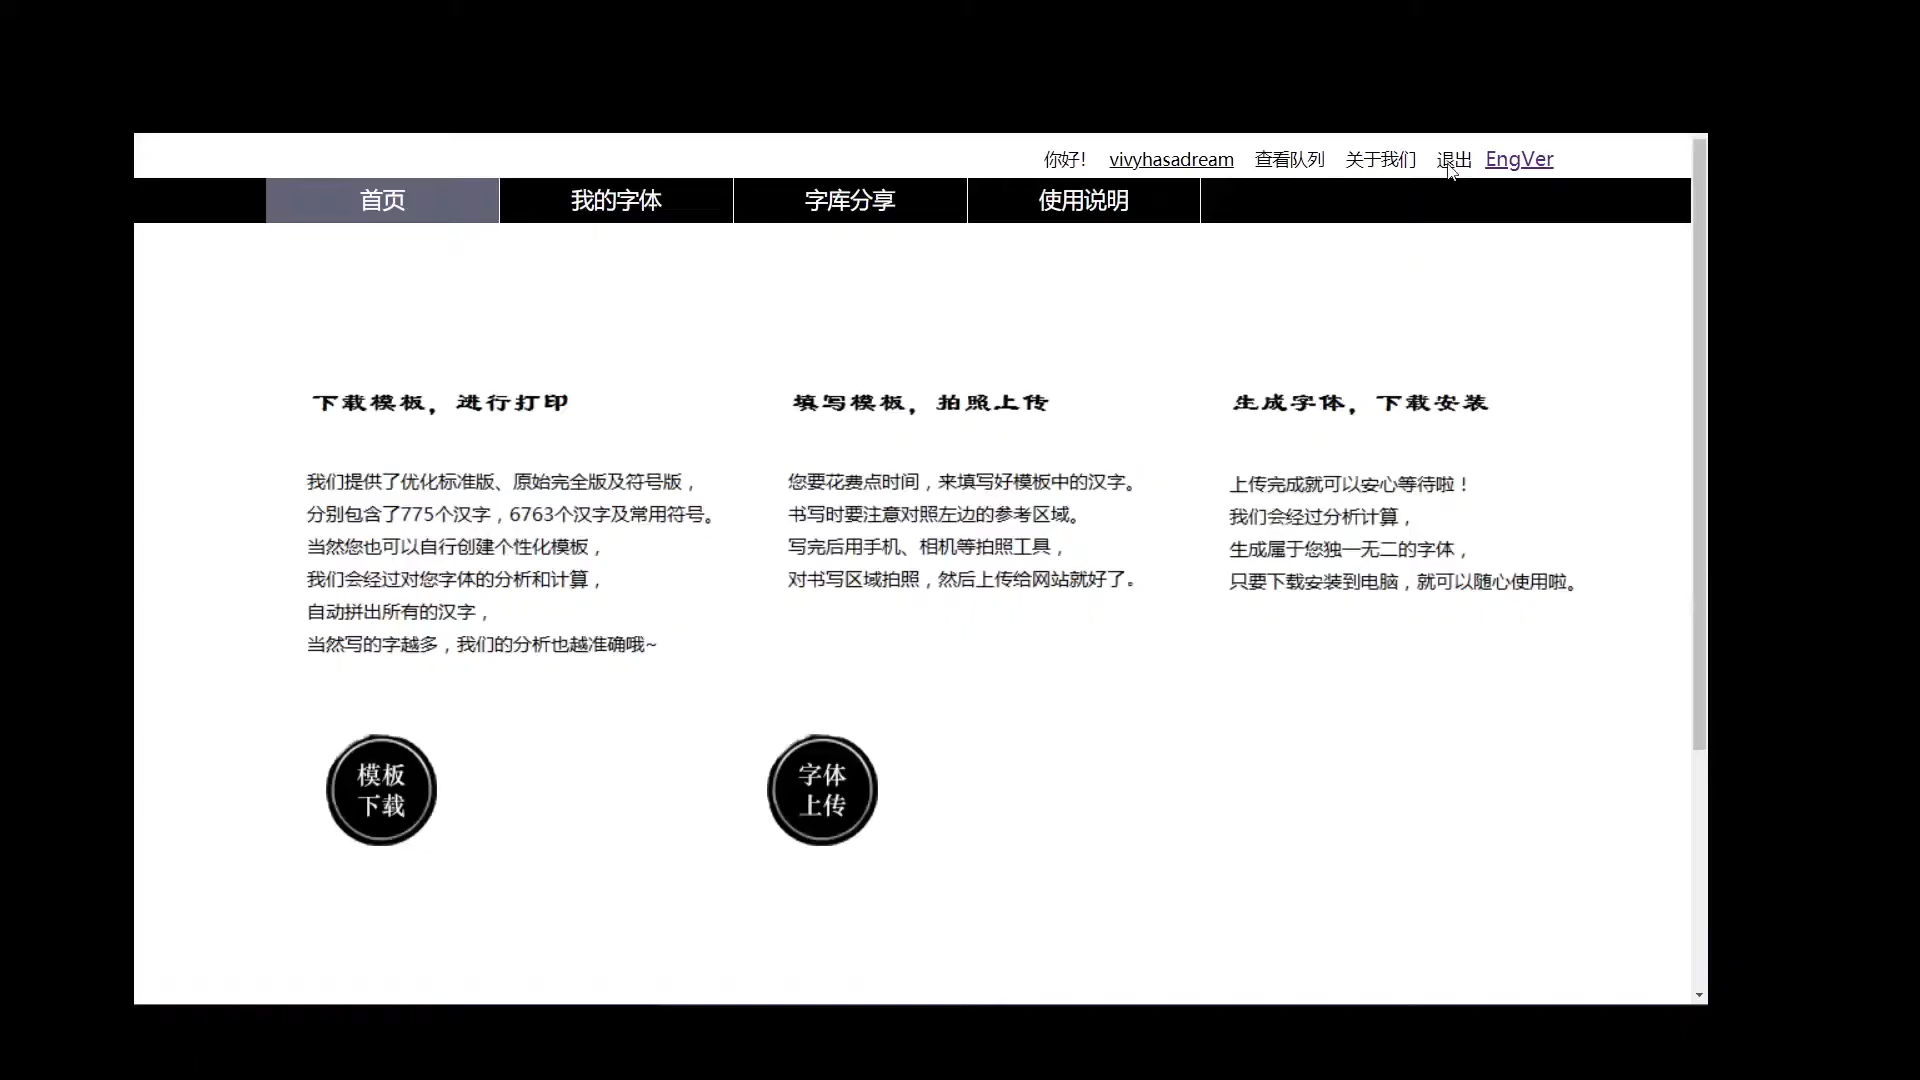 你好! vivyhasadream 查看队列 关于我们 退出 EngVer
首页 我的字体 字库分享 使用说明
下载模板，进行打印
我们提供了优化标准版、原始完全版及符号版，
分别包含了775个汉字，6763个汉字及常用符号。
当然您也可以自行创建个性化模板，
我们会经过对您字体的分析和计算，
自动拼出所有的汉字，
当然写的字越多，我们的分析也越准确哦~
填写模板，拍照上传
您要花费点时间，来填写好模板中的汉字。
书写时要注意对照左边的参考区域。
写完后用手机、相机等拍照工具，
对书写区域拍照，然后上传给网站就好了。
生成字体，下载安装
上传完成就可以安心等待啦！
我们会经过分析计算，
生成属于您独一无二的字体，
只要下载安装到电脑，就可以随心使用啦。
模板
下载
字体
上传